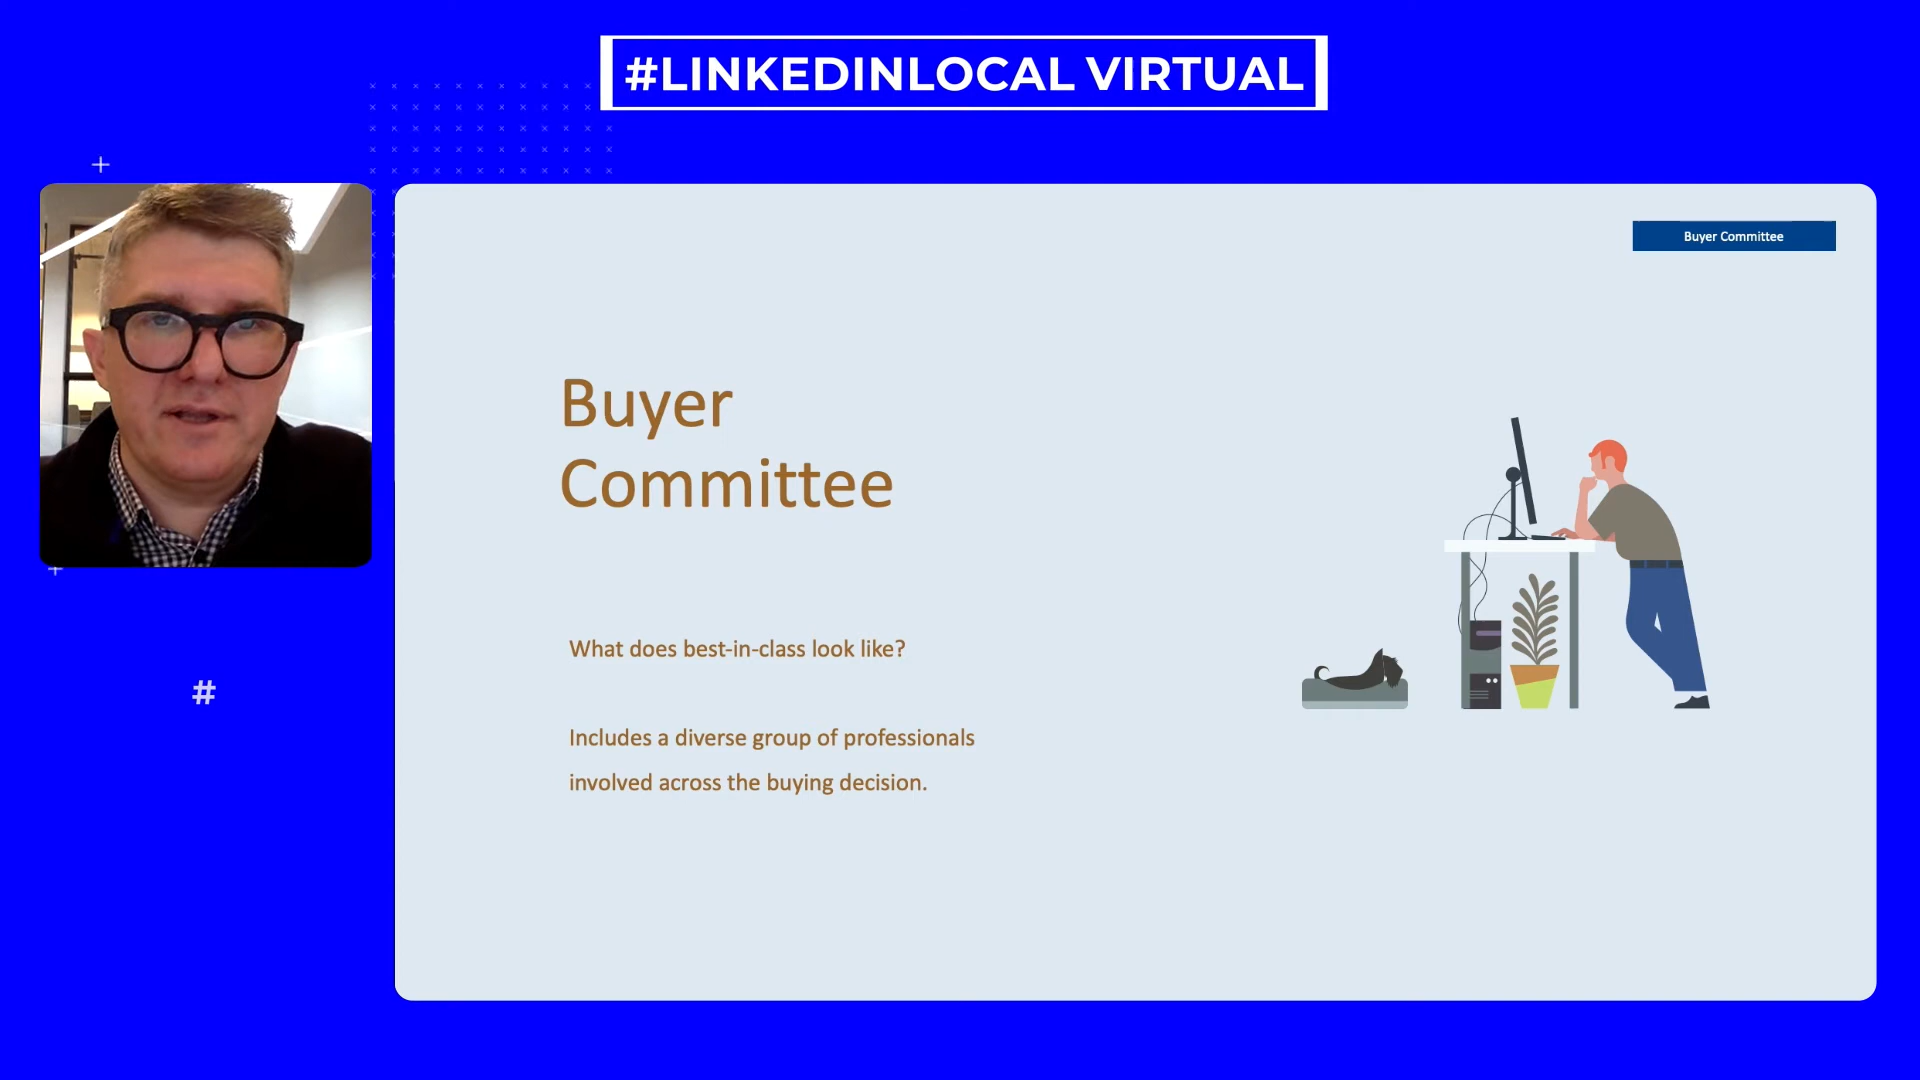 #LINKEDINLOCAL VIRTUAL
Buyer Committee
Buyer
Committee
What does best-in-class look like?
Includes a diverse group of professionals
involved across the buying decision.
#